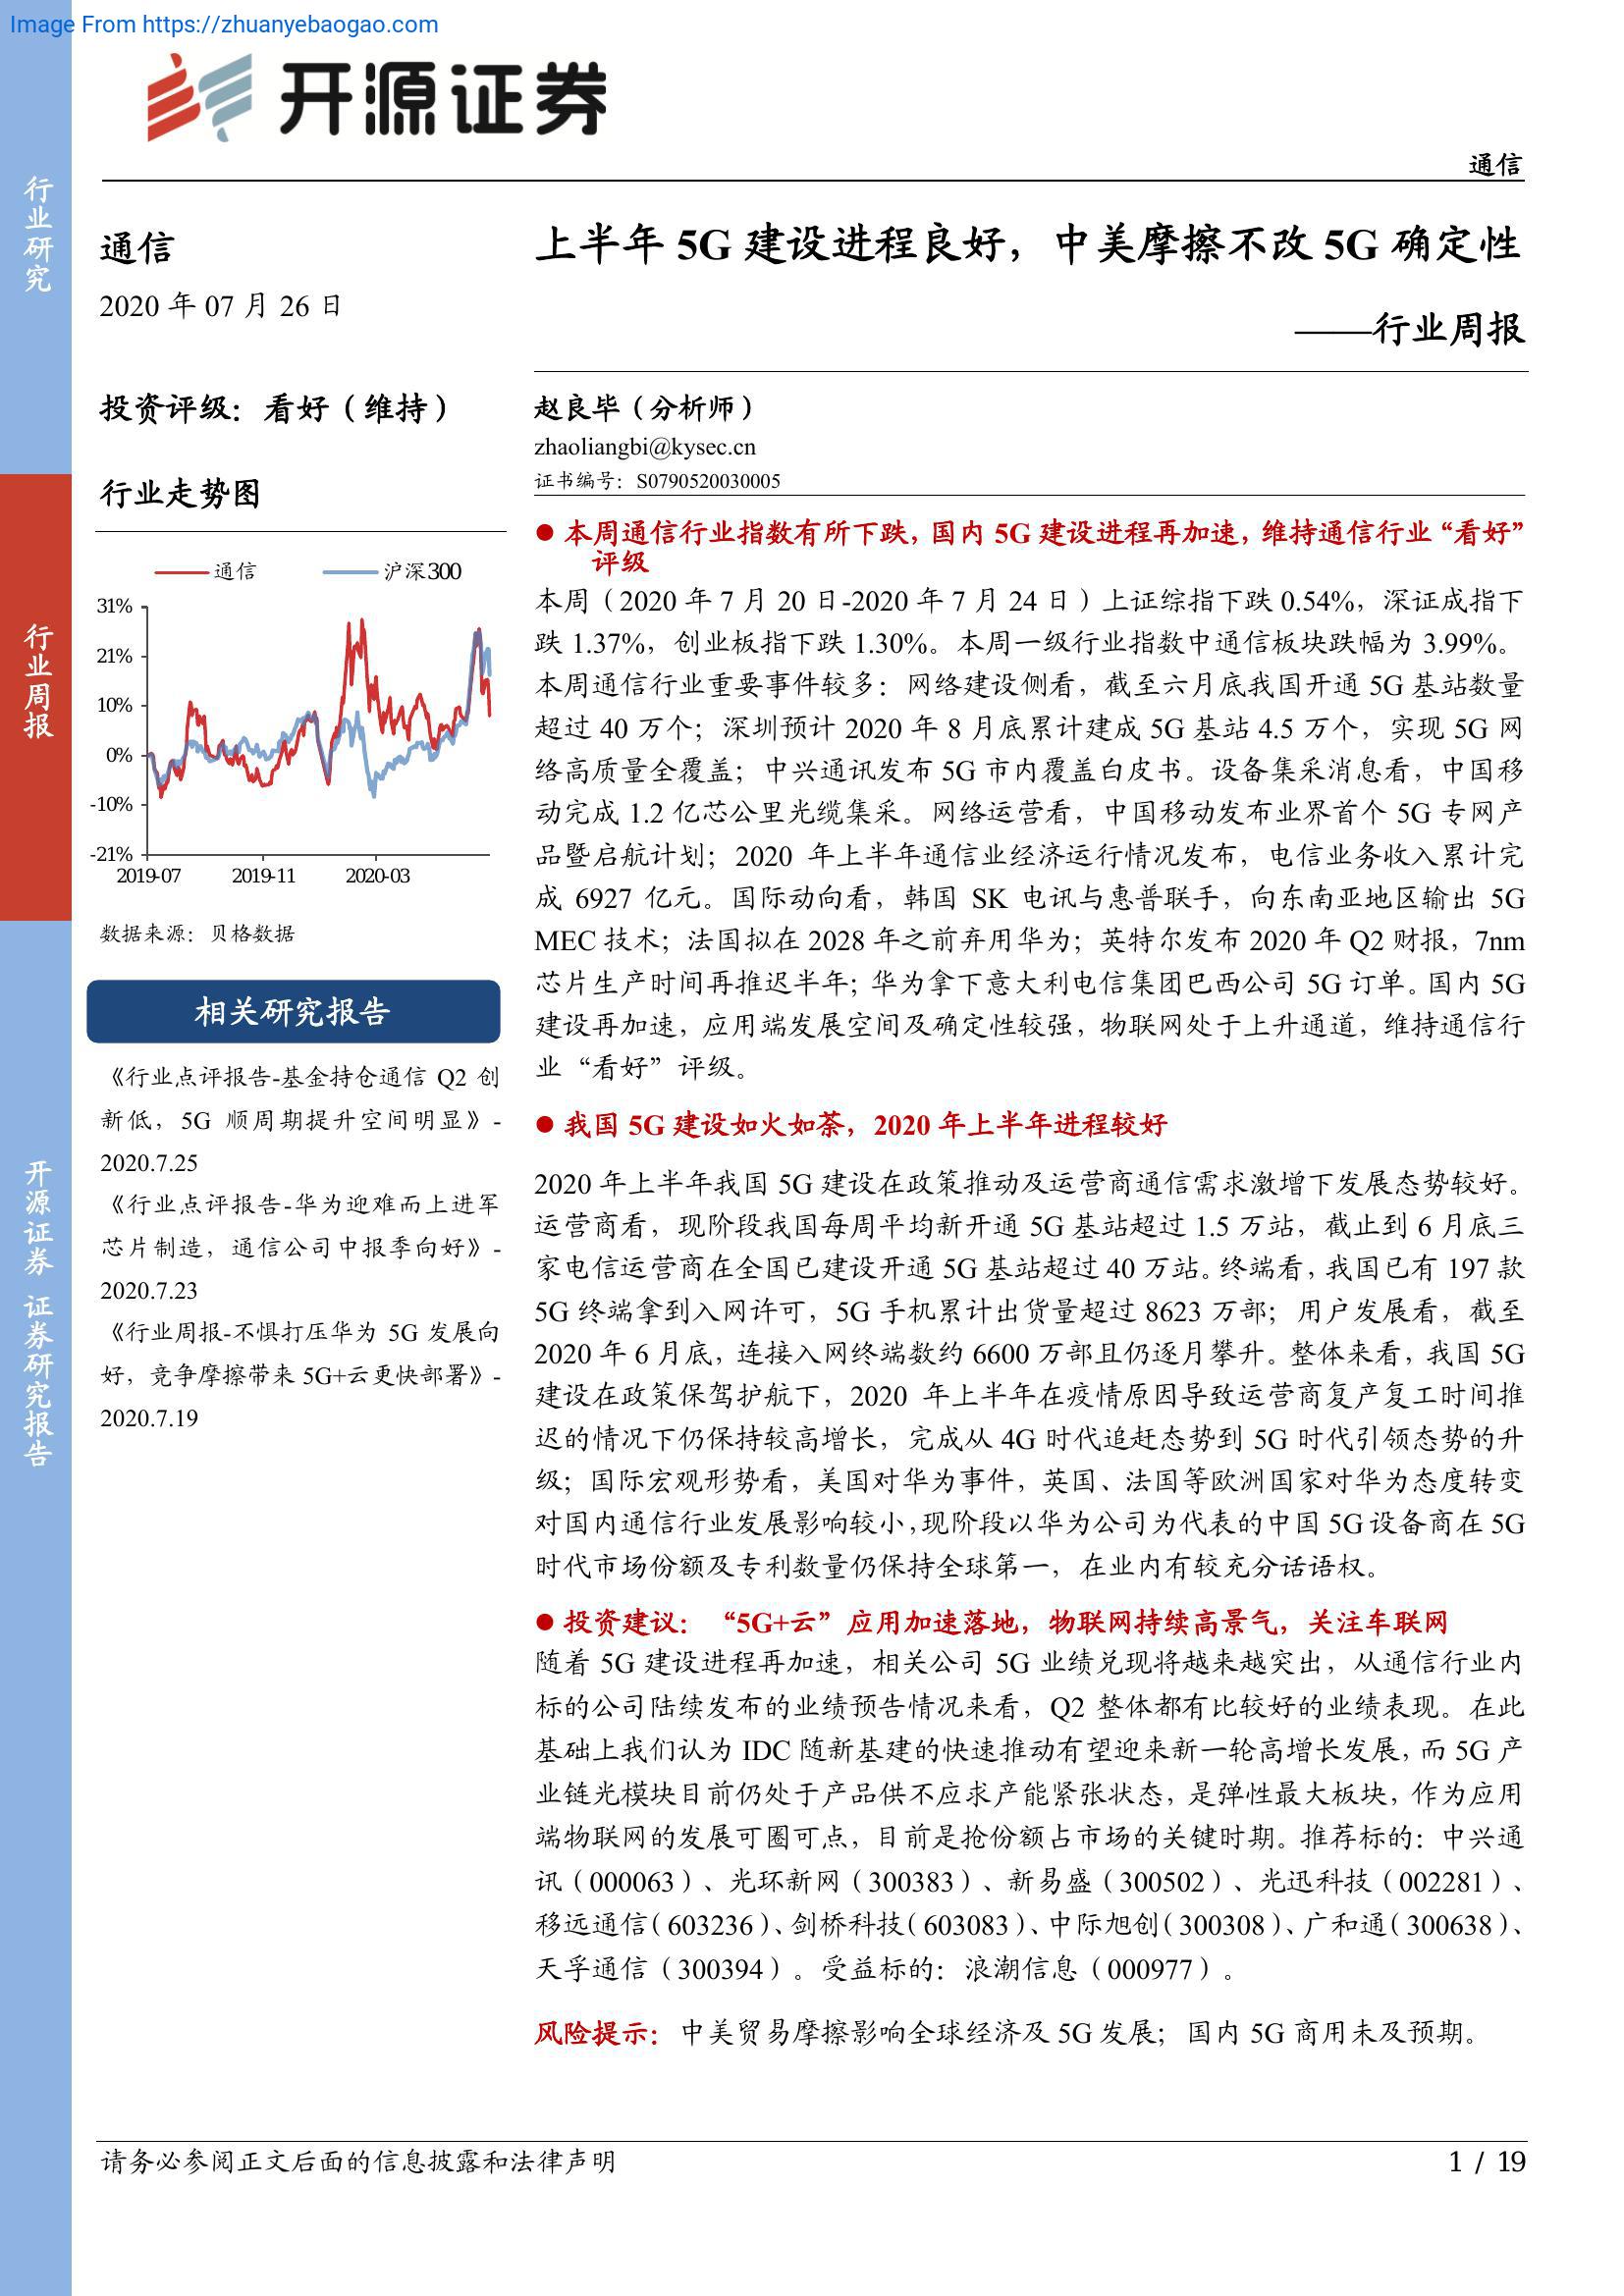 Image From https://zhuanyebaogao.com
开源证券
通信
行业研究
行业周报
开源证券 证券研究报告
通信
2020 年 07 月 26 日
投资评级：看好（维持）
行业走势图
通信 沪深300
31%
21%
10%
0%
-10%
-21%
2019-07 2019-11 2020-03
数据来源：贝格数据
相关研究报告
《行业点评报告-基金持仓通信 Q2 创
新低，5G 顺周期提升空间明显》-
2020.7.25
《行业点评报告-华为迎难而上进军
芯片制造，通信公司中报季向好》-
2020.7.23
《行业周报-不惧打压华为 5G 发展向
好，竞争摩擦带来 5G+云更快部署》-
2020.7.19
上半年 5G 建设进程良好，中美摩擦不改 5G 确定性
——行业周报
赵良毕（分析师）
zhaoliangbi@kysec.cn
证书编号：S0790520030005
● 本周通信行业指数有所下跌，国内 5G 建设进程再加速，维持通信行业“看好”
评级
本周（2020 年 7 月 20 日-2020 年 7 月 24 日）上证综指下跌 0.54%，深证成指下
跌 1.37%，创业板指下跌 1.30%。本周一级行业指数中通信板块跌幅为 3.99%。
本周通信行业重要事件较多：网络建设侧看，截至六月底我国开通 5G 基站数量
超过 40 万个；深圳预计 2020 年 8 月底累计建成 5G 基站 4.5 万个，实现 5G 网
络高质量全覆盖；中兴通讯发布 5G 市内覆盖白皮书。设备集采消息看，中国移
动完成 1.2 亿芯公里光缆集采。网络运营看，中国移动发布业界首个 5G 专网产
品暨启航计划；2020 年上半年通信业经济运行情况发布，电信业务收入累计完
成 6927 亿元。国际动向看，韩国 SK 电讯与惠普联手，向东南亚地区输出 5G
MEC 技术；法国拟在 2028 年之前弃用华为；英特尔发布 2020 年 Q2 财报，7nm
芯片生产时间再推迟半年；华为拿下意大利电信集团巴西公司 5G 订单。国内 5G
建设再加速，应用端发展空间及确定性较强，物联网处于上升通道，维持通信行
业“看好”评级。
● 我国 5G 建设如火如荼，2020 年上半年进程较好
2020 年上半年我国 5G 建设在政策推动及运营商通信需求激增下发展态势较好。
运营商看，现阶段我国每周平均新开通 5G 基站超过 1.5 万站，截止到 6 月底三
家电信运营商在全国已建设开通 5G 基站超过 40 万站。终端看，我国已有 197 款
5G 终端拿到入网许可，5G 手机累计出货量超过 8623 万部；用户发展看，截至
2020 年 6 月底，连接入网终端数约 6600 万部且仍逐月攀升。整体来看，我国 5G
建设在政策保驾护航下，2020 年上半年在疫情原因导致运营商复产复工时间推
迟的情况下仍保持较高增长，完成从 4G 时代追赶态势到 5G 时代引领态势的升
级；国际宏观形势看，美国对华为事件，英国、法国等欧洲国家对华为态度转变
对国内通信行业发展影响较小，现阶段以华为公司为代表的中国 5G 设备商在 5G
时代市场份额及专利数量仍保持全球第一，在业内有较充分话语权。
● 投资建议：“5G+云”应用加速落地，物联网持续高景气，关注车联网
随着 5G 建设进程再加速，相关公司 5G 业绩兑现将越来越突出，从通信行业内
标的公司陆续发布的业绩预告情况来看，Q2 整体都有比较好的业绩表现。在此
基础上我们认为 IDC 随新基建的快速推动有望迎来新一轮高增长发展，而 5G 产
业链光模块目前仍处于产品供不应求产能紧张状态，是弹性最大板块，作为应用
端物联网的发展可圈可点，目前是抢份额占市场的关键时期。推荐标的：中兴通
讯（000063）、光环新网（300383）、新易盛（300502）、光迅科技（002281）、
移远通信（603236）、剑桥科技（603083）、中际旭创（300308）、广和通（300638）、
天孚通信（300394）。受益标的：浪潮信息（000977）。
风险提示：中美贸易摩擦影响全球经济及 5G 发展；国内 5G 商用未及预期。
请务必参阅正文后面的信息披露和法律声明
1 / 19